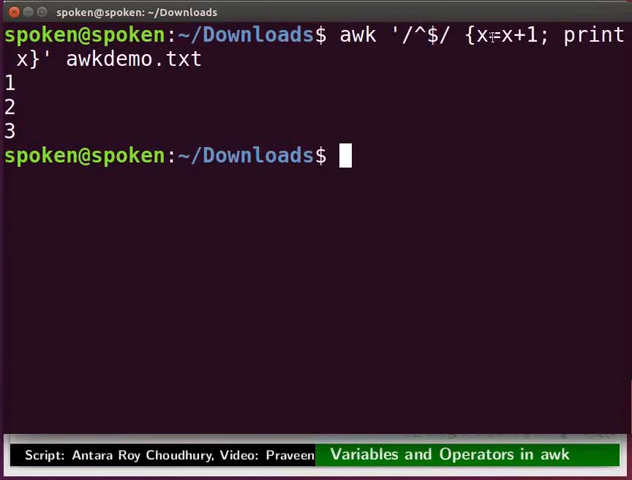 spoken@spoken: ~/Downloads
spoken@spoken:~/Downloads$ awk '/^$/ {x=x+1; print
x}' awkdemo.txt
1
2
3
spoken@spoken:~/Downloads$
Script: Antara Roy Choudhury, Video: Praveen
Variables and Operators in awk